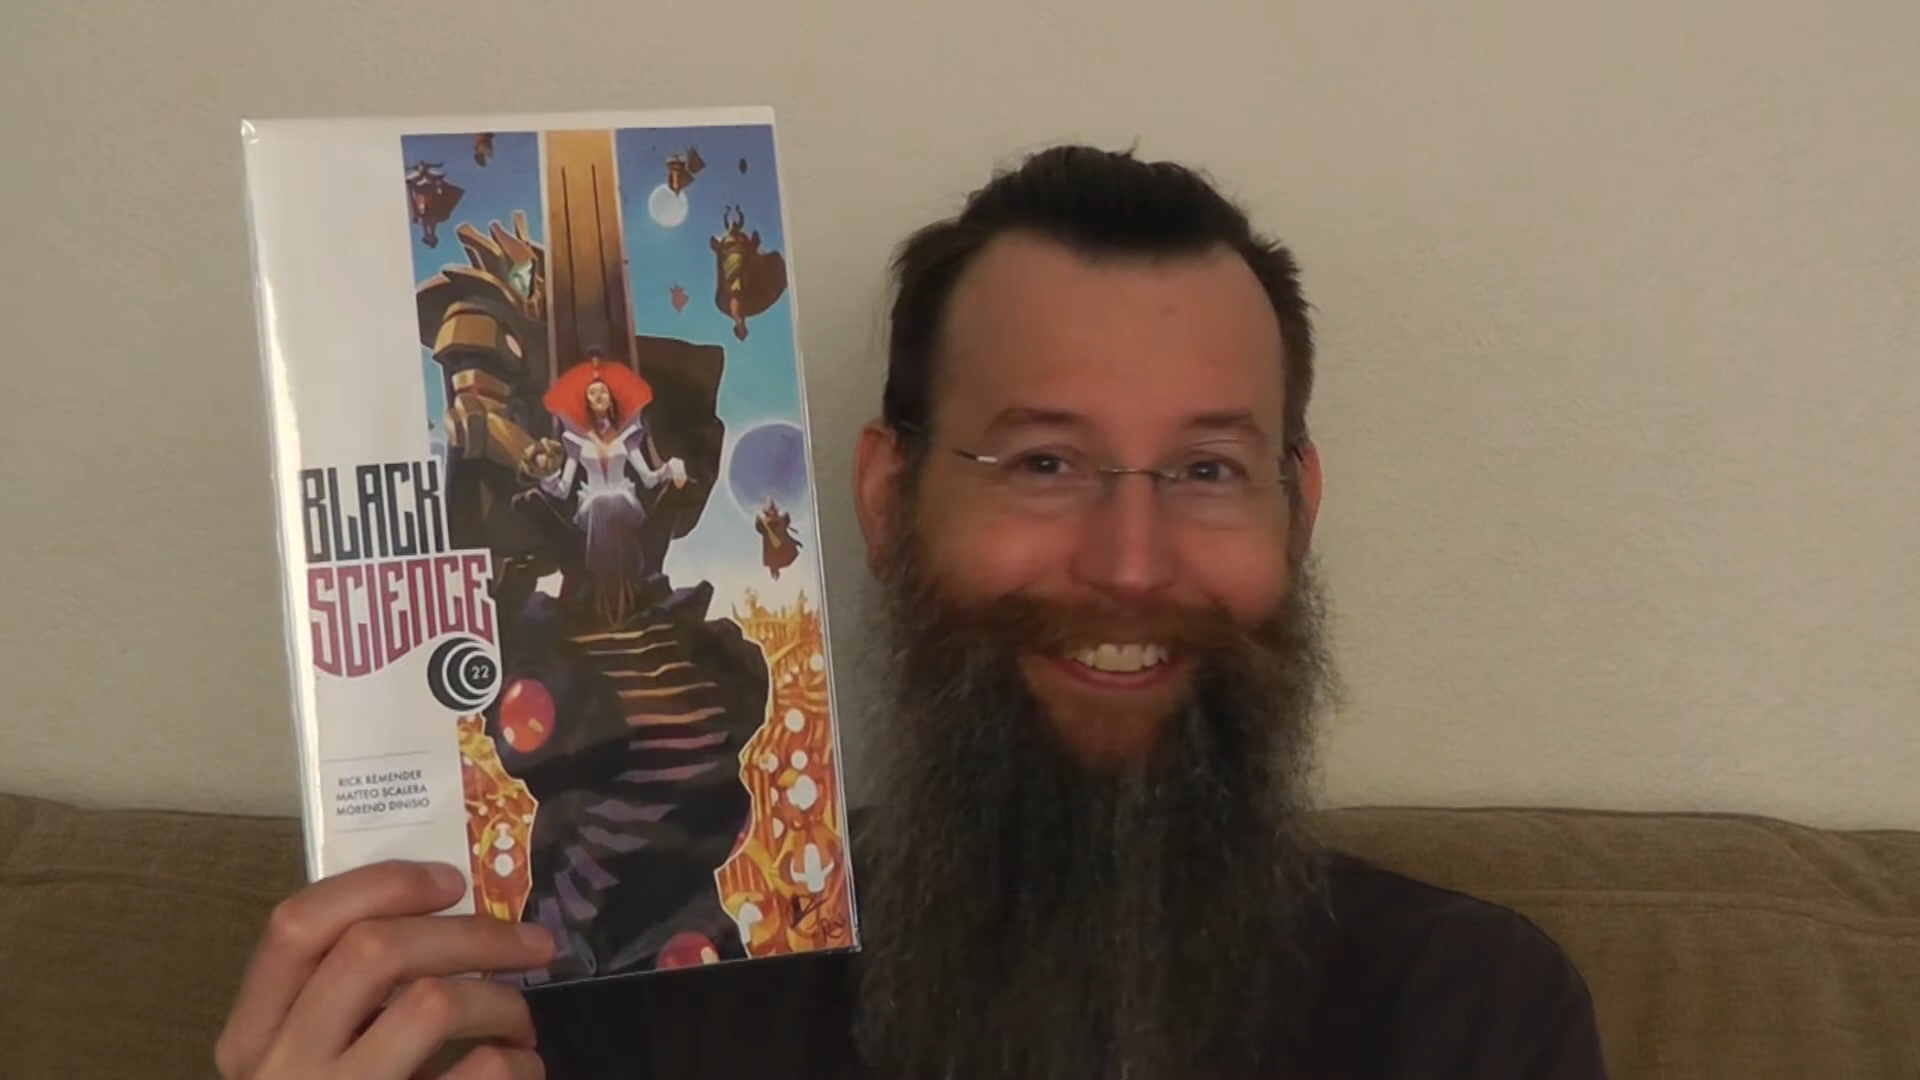 BLACK
SCIENCE
22
RICK REMENDER
MATTEO SCALERA
MORENO DINISIO